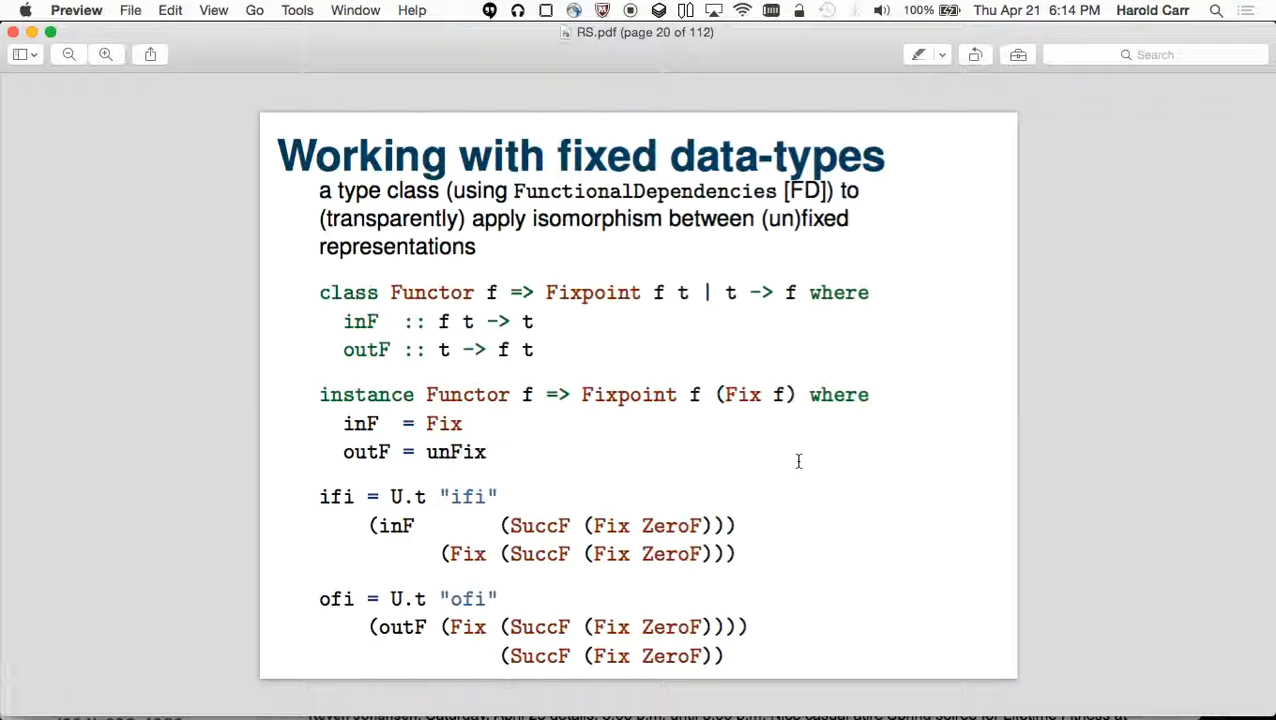 Preview File Edit View Go Tools Window Help 100% Thu Apr 21 6:14 PM Harold Carr
RS.pdf (page 20 of 112)
Search
Working with fixed data-types
a type class (using FunctionalDependencies [FD]) to
(transparently) apply isomorphism between (un)fixed
representations
class Functor f => Fixpoint f t | t -> f where
inF :: f t -> t
outF :: t -> f t
instance Functor f => Fixpoint f (Fix f) where
inF = Fix
outF = unFix
ifi = U.t "ifi"
(inF (SuccF (Fix ZeroF)))
(Fix (SuccF (Fix ZeroF)))
ofi = U.t "ofi"
(outF (Fix (SuccF (Fix ZeroF))))
(SuccF (Fix ZeroF))